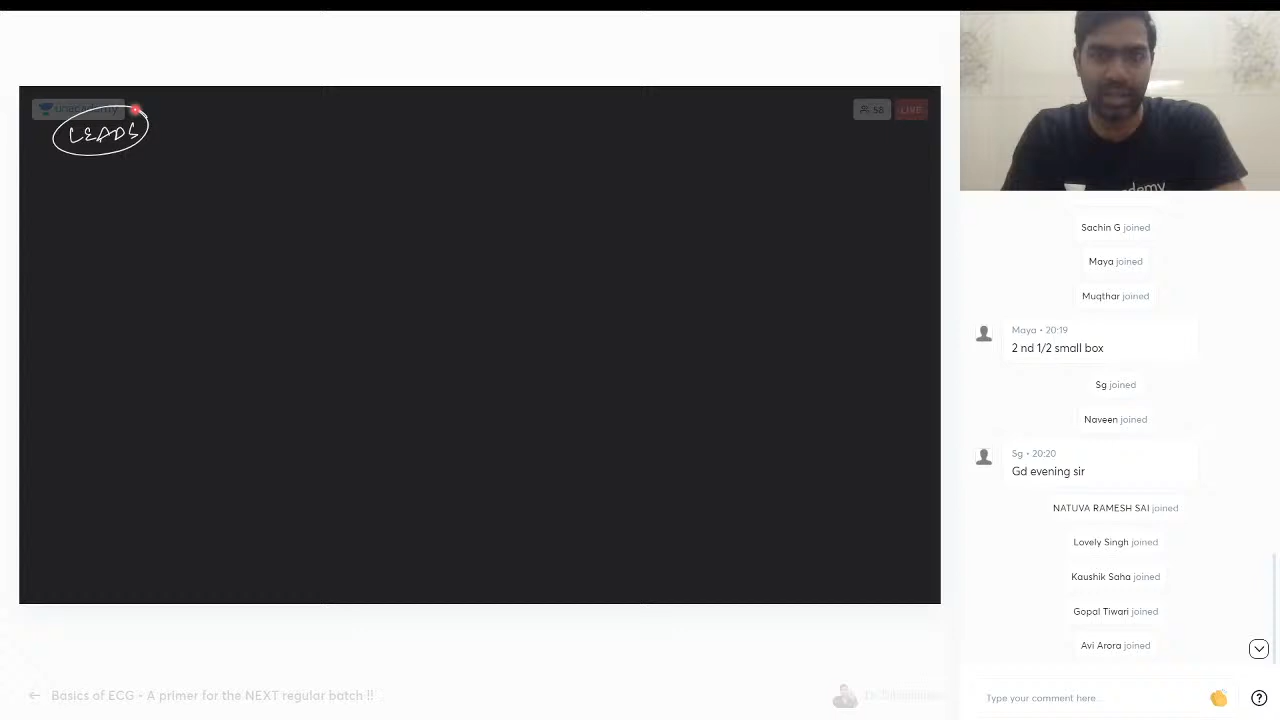 unacademy
58
LIVE
LEADS
Sachin G joined
Maya joined
Muqthar joined
Maya • 20:19
2 nd 1/2 small box
Sg joined
Naveen joined
Sg • 20:20
Gd evening sir
NATUVA RAMESH SAI joined
Lovely Singh joined
Kaushik Saha joined
Gopal Tiwari joined
Avi Arora joined
Type your comment here...
Basics of ECG - A primer for the NEXT regular batch !!